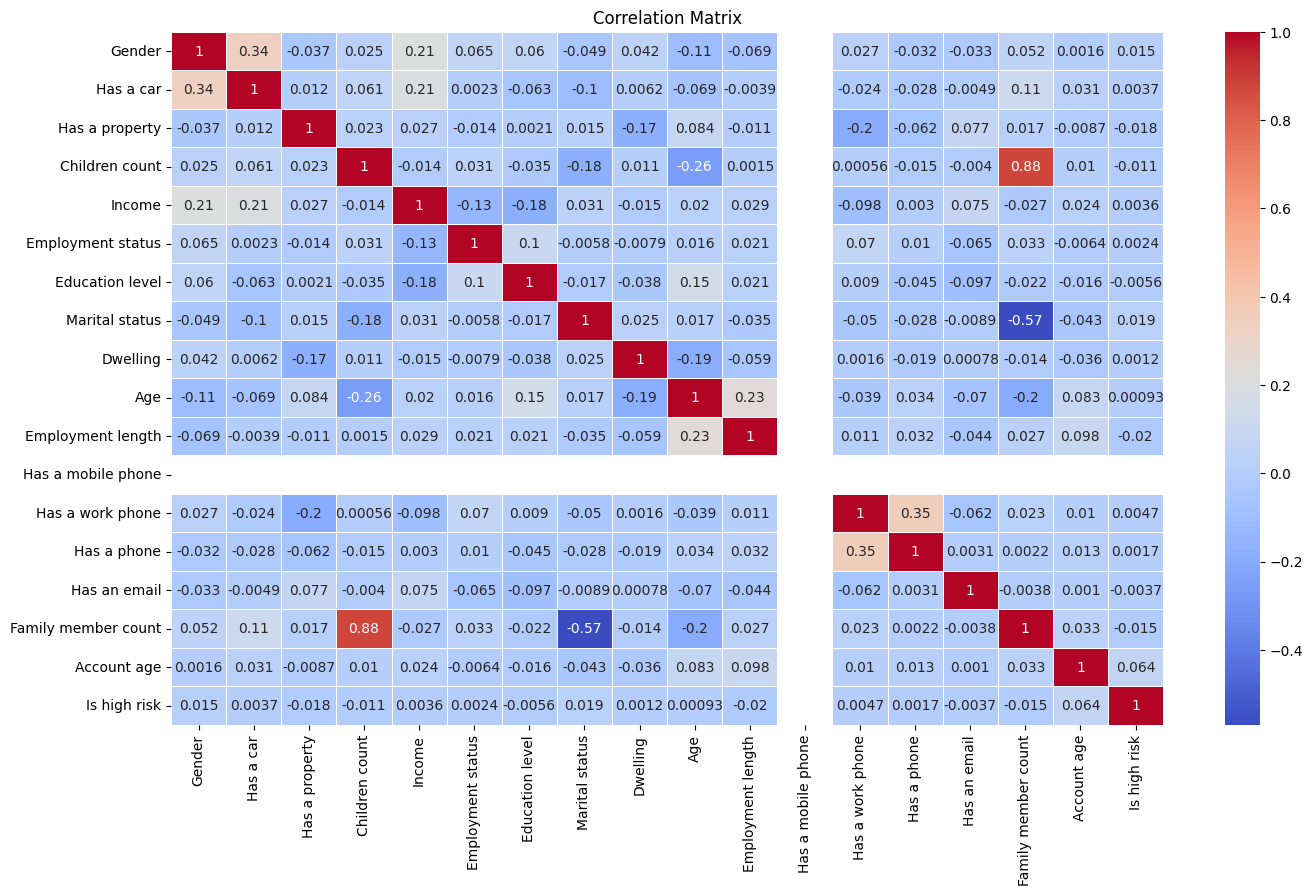 Correlation Matrix
Gender 1 0.34 -0.037 0.025 0.21 0.065 0.06 -0.049 0.042 -0.11 -0.069 0.027 -0.032 -0.033 0.052 0.0016 0.015
Has a car 0.34 1 0.012 0.061 0.21 0.0023 -0.063 -0.1 0.0062 -0.069 -0.0039 -0.024 -0.028 -0.0049 0.11 0.031 0.0037
Has a property -0.037 0.012 1 0.023 0.027 -0.014 0.0021 0.015 -0.17 0.084 -0.011 -0.2 -0.062 0.077 0.017 -0.0087 -0.018
Children count 0.025 0.061 0.023 1 -0.014 0.031 -0.035 -0.18 0.011 -0.26 0.0015 0.00056 -0.015 -0.004 0.88 0.01 -0.011
Income 0.21 0.21 0.027 -0.014 1 -0.13 -0.18 0.031 -0.015 0.02 0.029 -0.098 0.003 0.075 -0.027 0.024 0.0036
Employment status 0.065 0.0023 -0.014 0.031 -0.13 1 0.1 -0.0058 -0.0079 0.016 0.021 0.07 0.01 -0.065 0.033 -0.0064 0.0024
Education level 0.06 -0.063 0.0021 -0.035 -0.18 0.1 1 -0.017 -0.038 0.15 0.021 0.009 -0.045 -0.097 -0.022 -0.016 -0.0056
Marital status -0.049 -0.1 0.015 -0.18 0.031 -0.0058 -0.017 1 0.025 0.017 -0.035 -0.05 -0.028 -0.0089 -0.57 -0.043 0.019
Dwelling 0.042 0.0062 -0.17 0.011 -0.015 -0.0079 -0.038 0.025 1 -0.19 -0.059 0.0016 -0.019 0.00078 -0.014 -0.036 0.0012
Age -0.11 -0.069 0.084 -0.26 0.02 0.016 0.15 0.017 -0.19 1 0.23 -0.039 0.034 -0.07 -0.2 0.083 0.00093
Employment length -0.069 -0.0039 -0.011 0.0015 0.029 0.021 0.021 -0.035 -0.059 0.23 1 0.011 0.032 -0.044 0.027 0.098 -0.02
Has a mobile phone
Has a work phone 0.027 -0.024 -0.2 0.00056 -0.098 0.07 0.009 -0.05 0.0016 -0.039 0.011 1 0.35 -0.062 0.023 0.01 0.0047
Has a phone -0.032 -0.028 -0.062 -0.015 0.003 0.01 -0.045 -0.028 -0.019 0.034 0.032 0.35 1 0.0031 0.0022 0.013 0.0017
Has an email -0.033 -0.0049 0.077 -0.004 0.075 -0.065 -0.097 -0.0089 0.00078 -0.07 -0.044 -0.062 0.0031 1 -0.0038 0.001 -0.0037
Family member count 0.052 0.11 0.017 0.88 -0.027 0.033 -0.022 -0.57 -0.014 -0.2 0.027 0.023 0.0022 -0.0038 1 0.033 -0.015
Account age 0.0016 0.031 -0.0087 0.01 0.024 -0.0064 -0.016 -0.043 -0.036 0.083 0.098 0.01 0.013 0.001 0.033 1 0.064
Is high risk 0.015 0.0037 -0.018 -0.011 0.0036 0.0024 -0.0056 0.019 0.0012 0.00093 -0.02 0.0047 0.0017 -0.0037 -0.015 0.064 1
Gender
Has a car
Has a property
Children count
Income
Employment status
Education level
Marital status
Dwelling
Age
Employment length
Has a mobile phone
Has a work phone
Has a phone
Has an email
Family member count
Account age
Is high risk
1.0
0.8
0.6
0.4
0.2
0.0
−0.2
−0.4